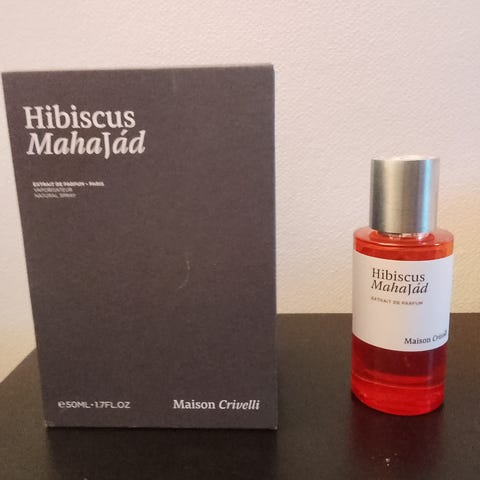 Hibiscus
MahaJád
EXTRAIT DE PARFUM - PARIS
VAPORISATEUR
NATURAL SPRAY
℮50ML - 1.7FL.OZ
Maison Crivelli
Hibiscus
MahaJád
EXTRAIT DE PARFUM
Maison Crivelli